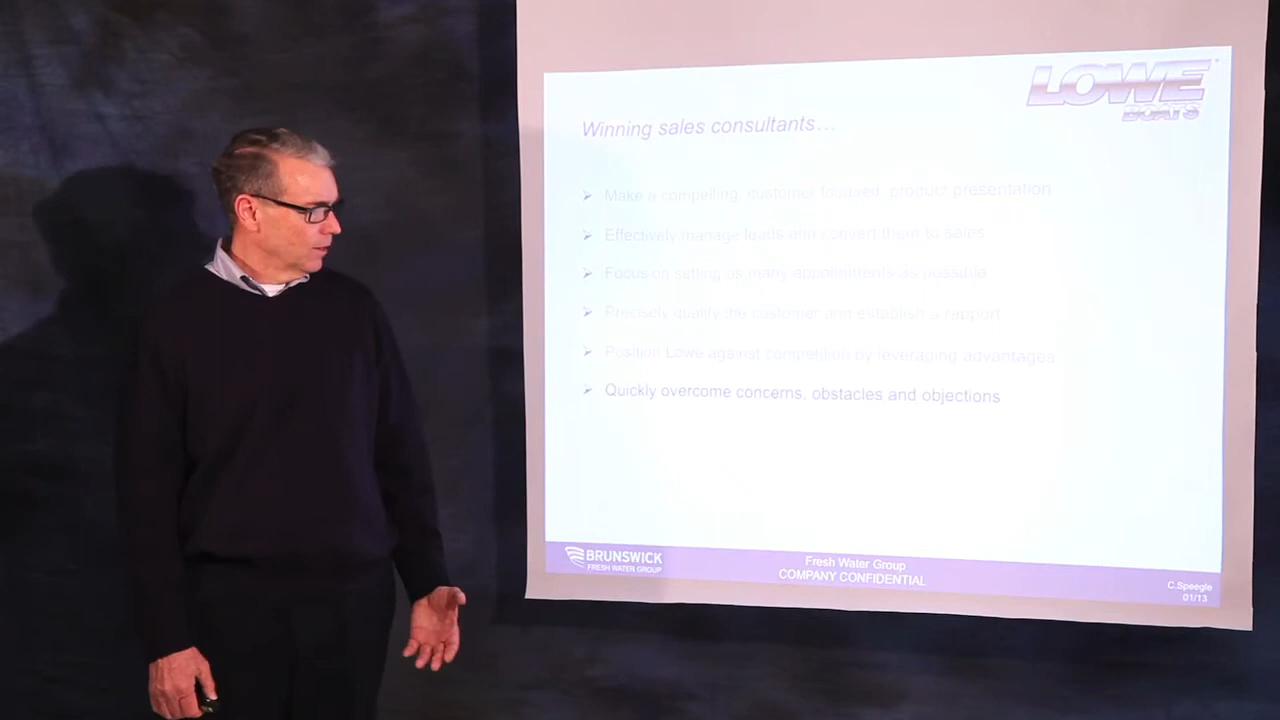 LOWE
BOATS
Winning sales consultants…
Make a compelling, customer focused, product presentation
Effectively manage leads and convert them to sales
Focus on setting as many appointments as possible
Precisely qualify the customer and establish a rapport
Position Lowe against competition by leveraging advantages
Quickly overcome concerns, obstacles and objections
BRUNSWICK
FRESH WATER GROUP
Fresh Water Group
COMPANY CONFIDENTIAL
C.Speegle
01/13